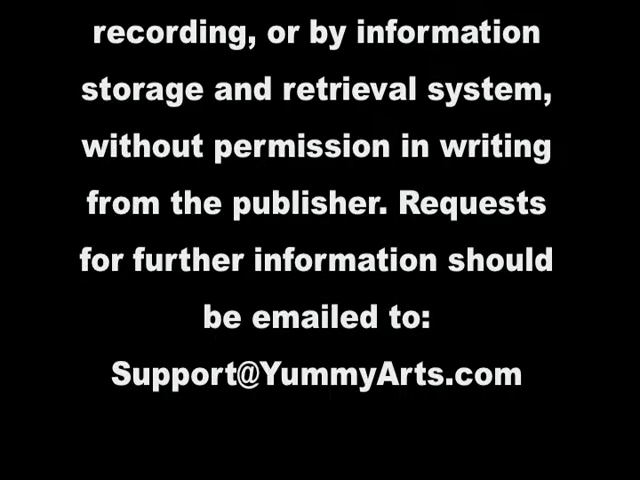 recording, or by information
storage and retrieval system,
without permission in writing
from the publisher. Requests
for further information should
be emailed to:
Support@YummyArts.com